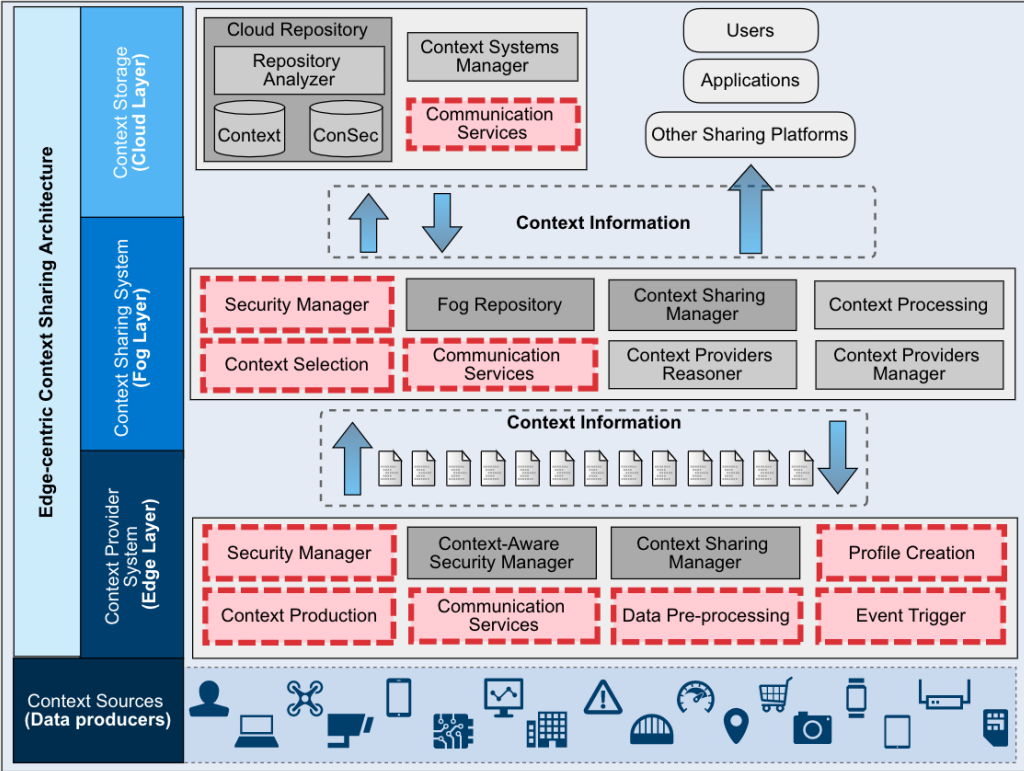 Edge-centric Context Sharing Architecture
Context Storage
(Cloud Layer)
Cloud Repository
Repository
Analyzer
Context
ConSec
Context Systems
Manager
Communication
Services
Users
Applications
Other Sharing Platforms
Context Information
Context Sharing System
(Fog Layer)
Security Manager
Fog Repository
Context Sharing
Manager
Context Processing
Context Selection
Communication
Services
Context Providers
Reasoner
Context Providers
Manager
Context Information
Context Provider
System
(Edge Layer)
Security Manager
Context-Aware
Security Manager
Context Sharing
Manager
Profile Creation
Context Production
Communication
Services
Data Pre-processing
Event Trigger
Context Sources
(Data producers)